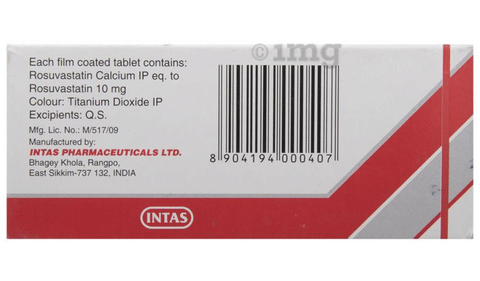 1mg
Each film coated tablet contains:
Rosuvastatin Calcium IP eq. to
Rosuvastatin 10 mg
Colour: Titanium Dioxide IP
Excipients: Q.S.
Mfg. Lic. No.: M/517/09
Manufactured by:
INTAS PHARMACEUTICALS LTD.
Bhagey Khola, Rangpo,
East Sikkim-737 132, INDIA
8 904194 000407
INTAS